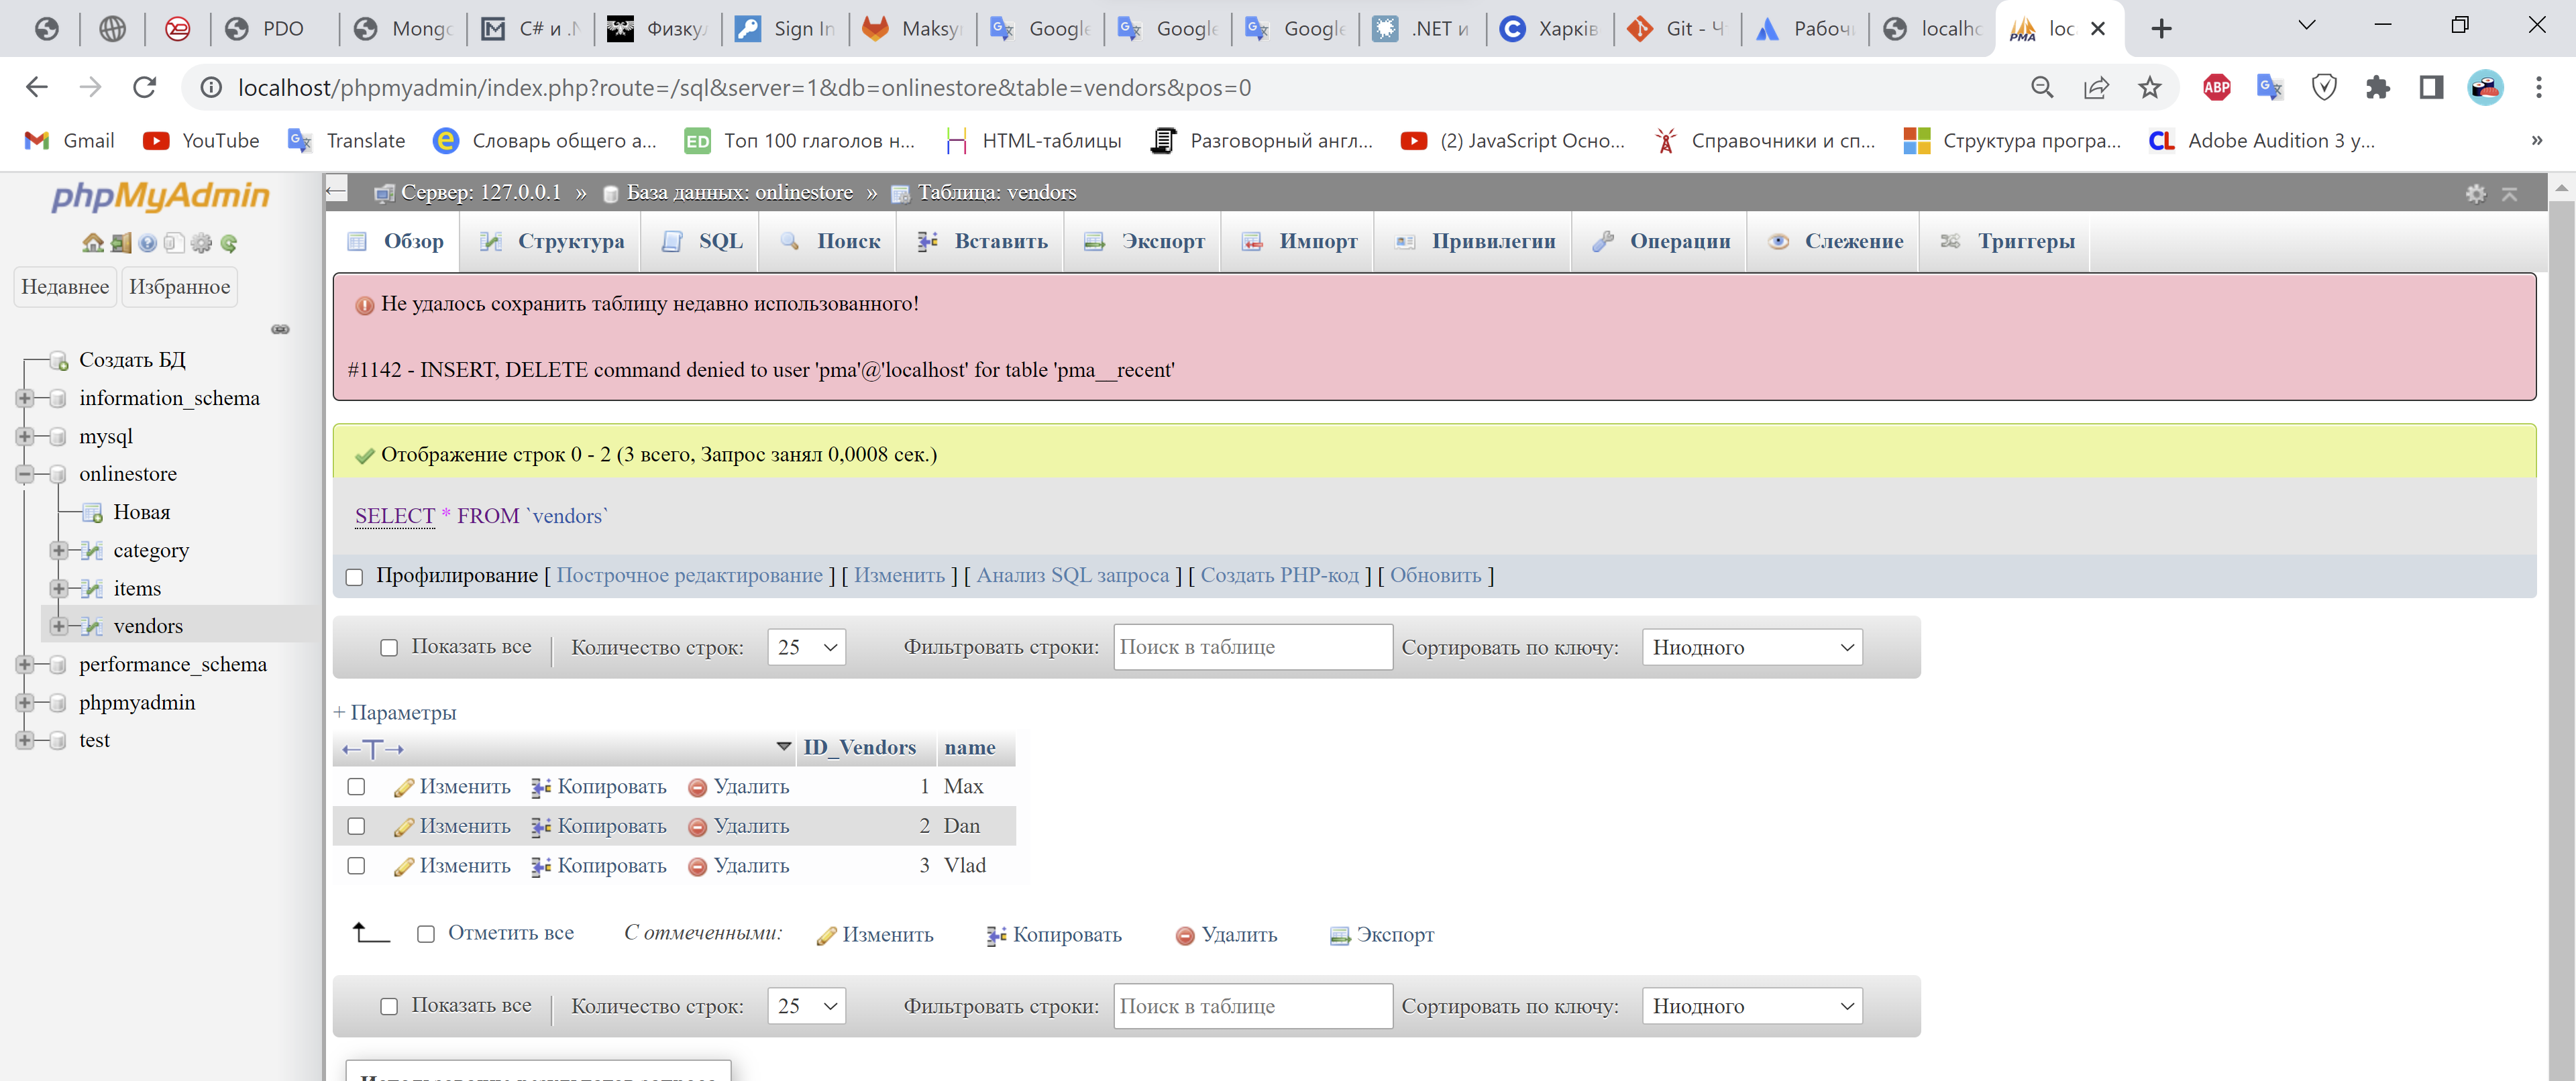 PDO
Mong
C# и .N
Физку
Sign In
Maksy
Google
Google
Google
.NET и
Харків
Git - Ч
Рабоч
localho
PMA
loc
localhost/phpmyadmin/index.php?route=/sql&server=1&db=onlinestore&table=vendors&pos=0
ABP
Gmail
YouTube
Translate
Словарь общего а...
ED Топ 100 глаголов н...
HTML-таблицы
Разговорный англ...
(2) JavaScript Осно...
Справочники и сп...
Структура програ...
CL Adobe Audition 3 у...
»
phpMyAdmin
Недавнее
Избранное
Создать БД
information_schema
mysql
onlinestore
Новая
category
items
vendors
performance_schema
phpmyadmin
test
Сервер: 127.0.0.1 » База данных: onlinestore » Таблица: vendors
Обзор
Структура
SQL
Поиск
Вставить
Экспорт
Импорт
Привилегии
Операции
Слежение
Триггеры
Не удалось сохранить таблицу недавно использованного!
#1142 - INSERT, DELETE command denied to user 'pma'@'localhost' for table 'pma__recent'
Отображение строк 0 - 2 (3 всего, Запрос занял 0,0008 сек.)
SELECT * FROM `vendors`
Профилирование [ Построчное редактирование ] [ Изменить ] [ Анализ SQL запроса ] [ Создать PHP-код ] [ Обновить ]
Показать все | Количество строк: 25 Фильтровать строки: Поиск в таблице Сортировать по ключу: Ниодного
+ Параметры
←T→ ID_Vendors name
Изменить Копировать Удалить 1 Max
Изменить Копировать Удалить 2 Dan
Изменить Копировать Удалить 3 Vlad
Отметить все С отмеченными: Изменить Копировать Удалить Экспорт
Показать все | Количество строк: 25 Фильтровать строки: Поиск в таблице Сортировать по ключу: Ниодного
Использование результатов запроса